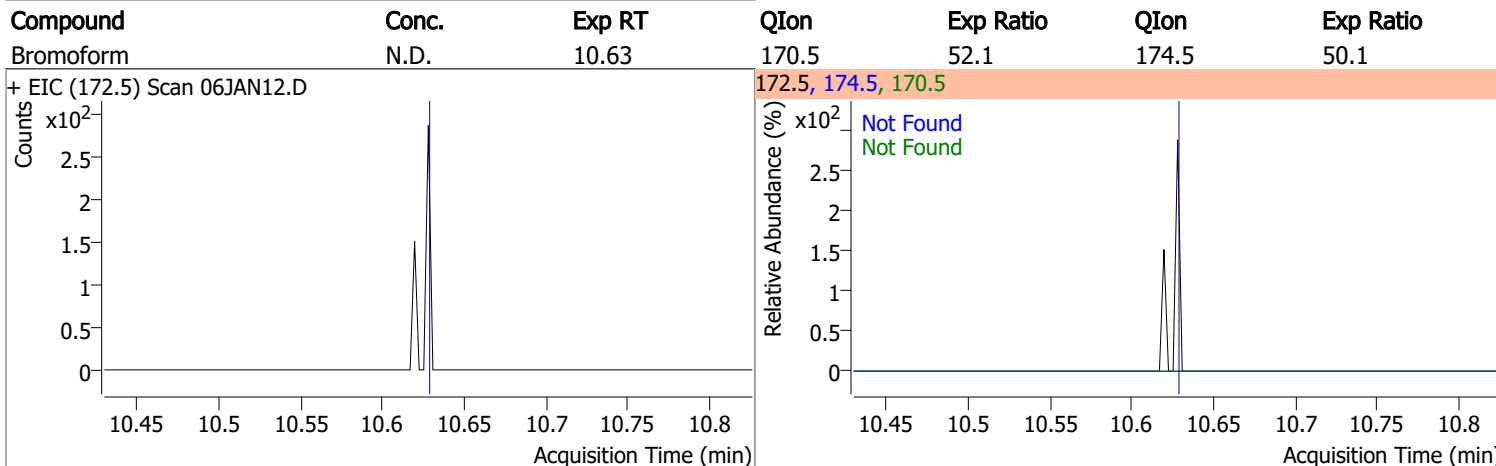 Compound Conc. Exp RT QIon Exp Ratio QIon Exp Ratio
Bromoform N.D. 10.63 170.5 52.1 174.5 50.1
+ EIC (172.5) Scan 06JAN12.D
Counts
x10²
2.5
2
1.5
1
0.5
0
10.45 10.5 10.55 10.6 10.65 10.7 10.75 10.8
Acquisition Time (min)
172.5, 174.5, 170.5
Relative Abundance (%)
x10²
Not Found
Not Found
2.5
2
1.5
1
0.5
0
10.45 10.5 10.55 10.6 10.65 10.7 10.75 10.8
Acquisition Time (min)